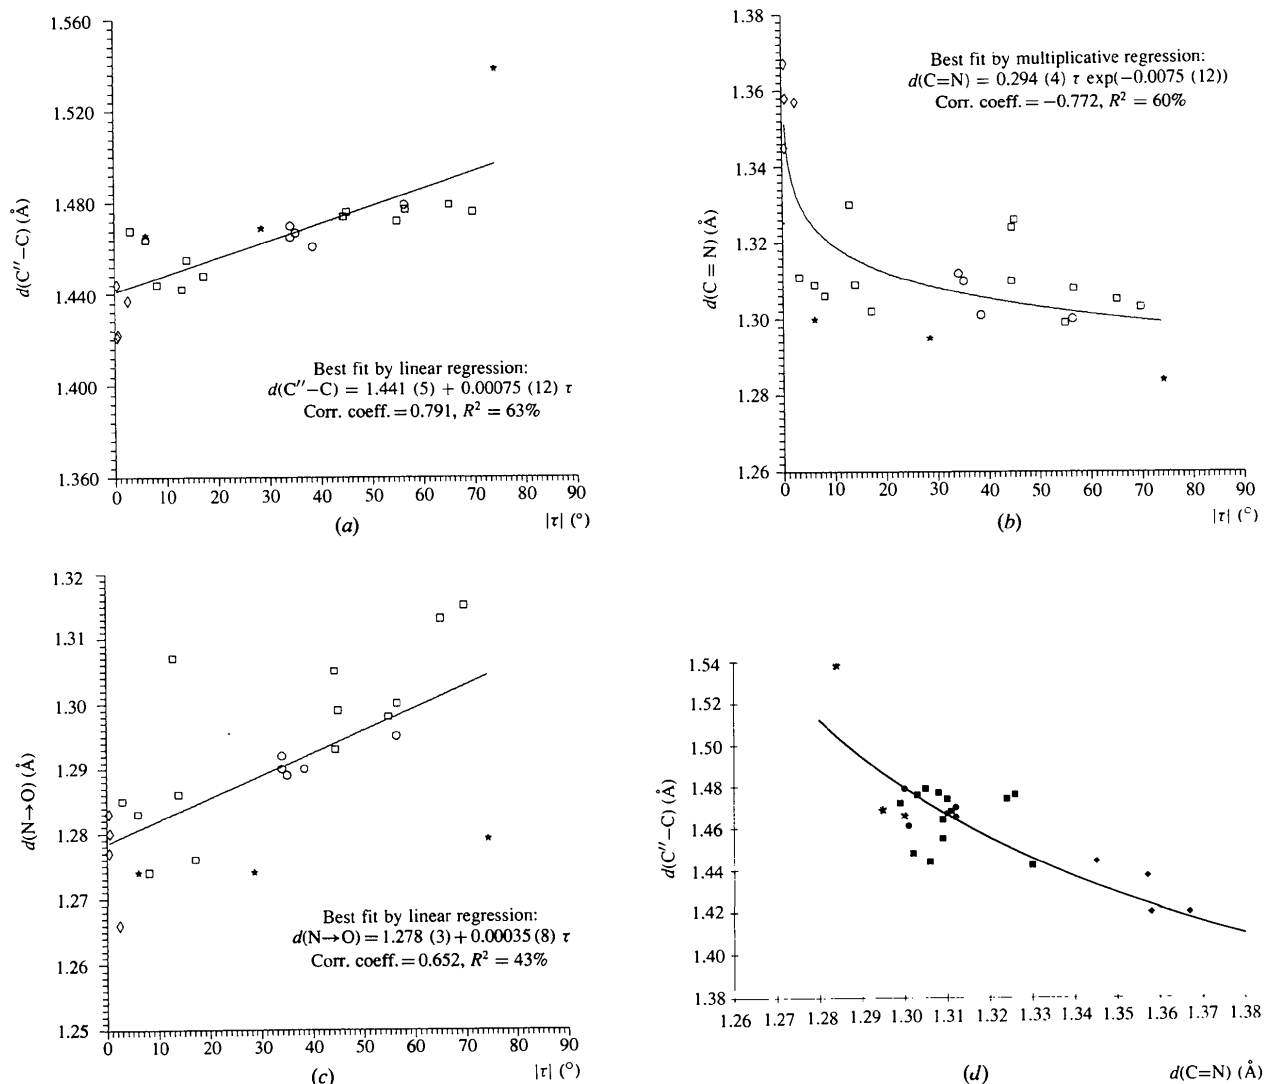 1.560
1.520
1.480
1.440
1.400
1.360
d(C″−C) (Å)
Best fit by linear regression:
d(C″−C) = 1.441 (5) + 0.00075 (12) τ
Corr. coeff. = 0.791, R² = 63%
0 10 20 30 40 50 60 70 80 90
|τ| (°)
(a)
1.38
1.36
1.34
1.32
1.30
1.28
1.26
d(C = N) (Å)
Best fit by multiplicative regression:
d(C=N) = 0.294 (4) τ exp(−0.0075 (12))
Corr. coeff. = −0.772, R² = 60%
0 10 20 30 40 50 60 70 80 90
|τ| (°)
(b)
1.32
1.31
1.30
1.29
1.28
1.27
1.26
1.25
d(N→O) (Å)
Best fit by linear regression:
d(N→O) = 1.278 (3) + 0.00035 (8) τ
Corr. coeff. = 0.652, R² = 43%
0 10 20 30 40 50 60 70 80 90
|τ| (°)
(c)
1.54
1.52
1.50
1.48
1.46
1.44
1.42
1.40
1.38
d(C″−C) (Å)
1.26 1.27 1.28 1.29 1.30 1.31 1.32 1.33 1.34 1.35 1.36 1.37 1.38
(d)
d(C=N) (Å)